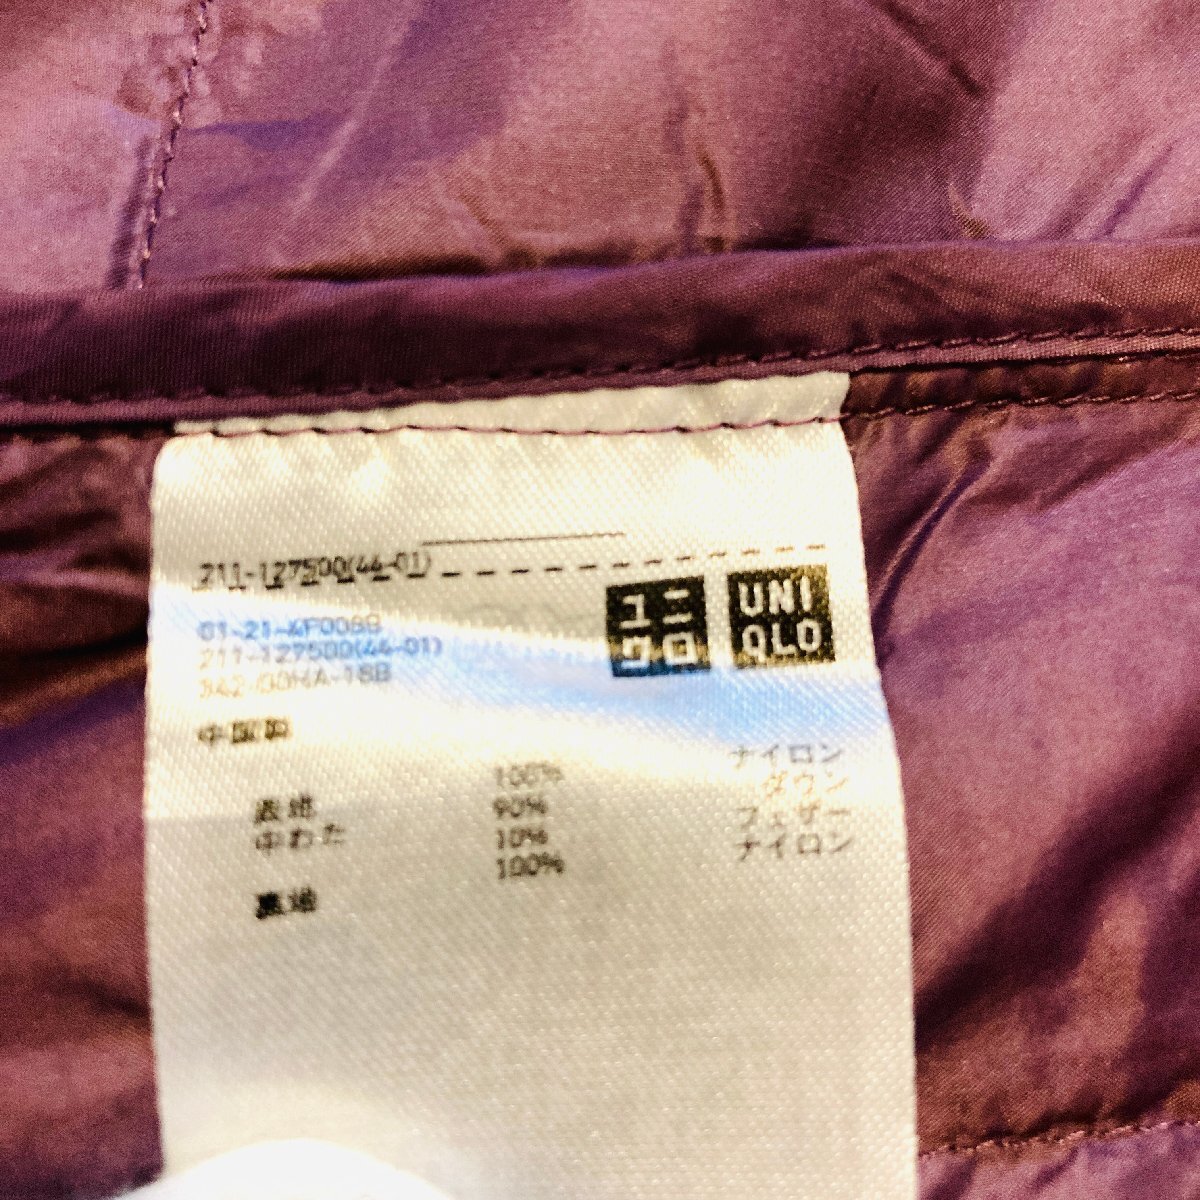 211-127500(44-01)
ユニ
クロ
UNI
QLO
01-21-4F008B
211-127500(44-01)
342-00HA-16B
中国製
表地 100% ナイロン
中わた 90% ダウン
10% フェザー
裏地 100% ナイロン